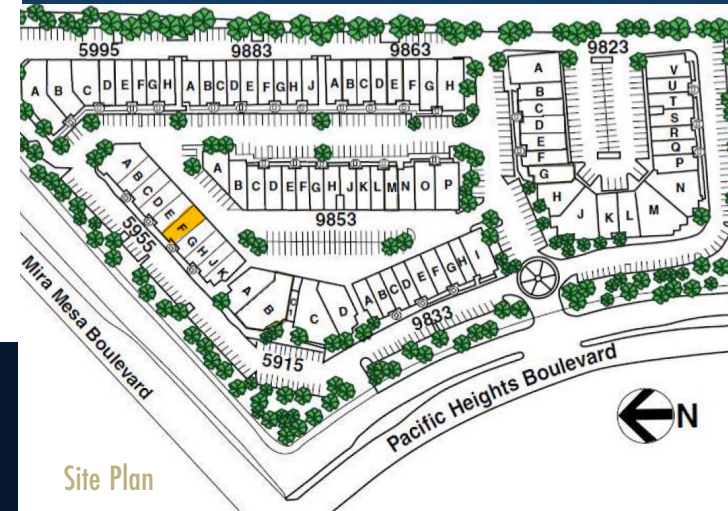 5995 9883 9863 9823
A B C D E F G H A B C D E F G H J A B C D E F G H
A B C D E F G H J K L M N P Q R S T U V
A B C D E F G H J K L M N O P
9853
A B C D E F G H J K
5955
A B C D
5915
A B C D E F G H I
9833
Mira Mesa Boulevard
Pacific Heights Boulevard
N
Site Plan